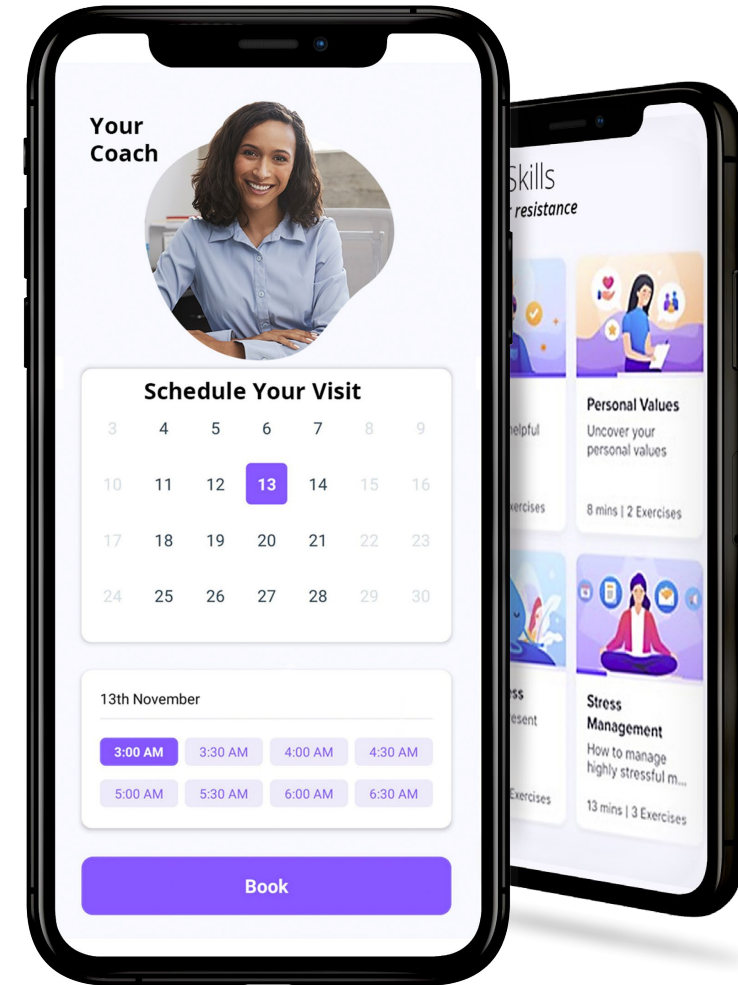 Your
Coach
Schedule Your Visit
3 4 5 6 7 8 9
10 11 12 13 14 15 16
17 18 19 20 21 22 23
24 25 26 27 28 29 30
13th November
3:00 AM 3:30 AM 4:00 AM 4:30 AM
5:00 AM 5:30 AM 6:00 AM 6:30 AM
Book
Skills
resistance
Personal Values
Uncover your
personal values
8 mins | 2 Exercises
Stress
Management
How to manage
highly stressful m...
13 mins | 3 Exercises